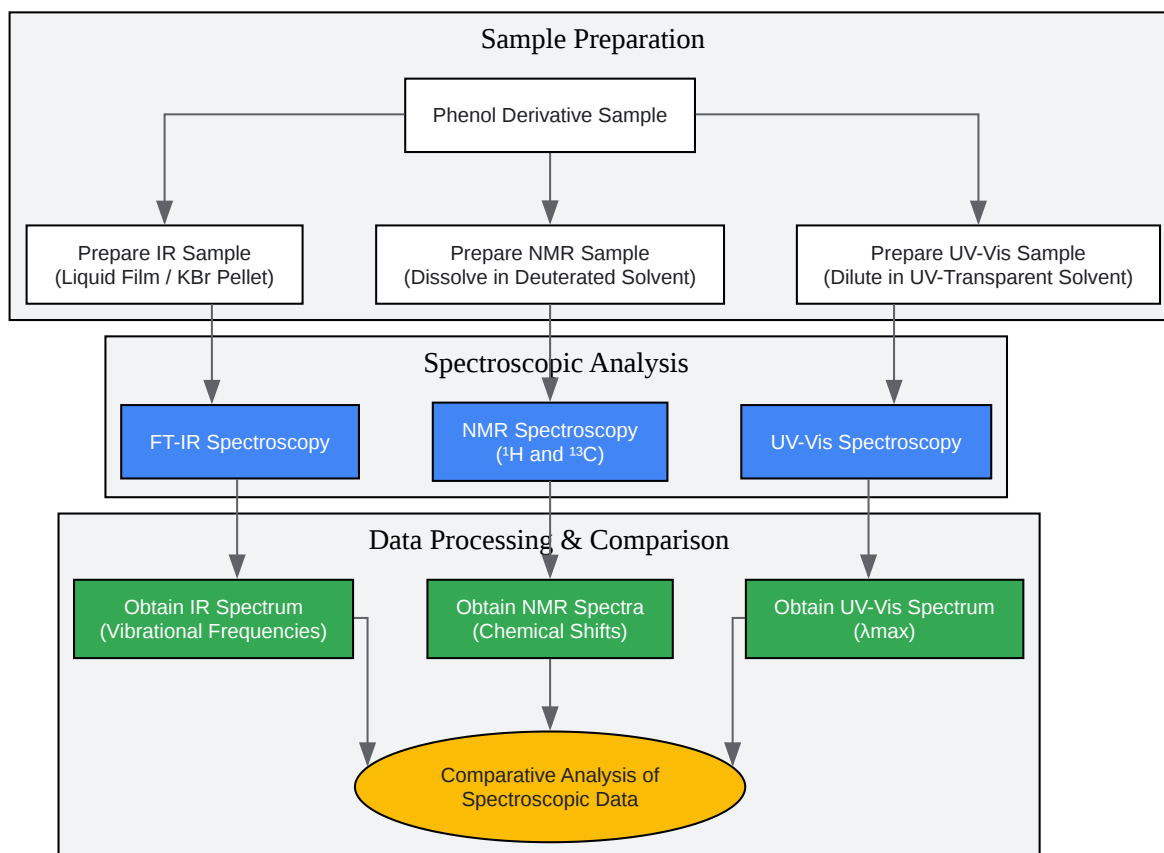 Sample Preparation
Phenol Derivative Sample
Prepare IR Sample
(Liquid Film / KBr Pellet)
Prepare NMR Sample
(Dissolve in Deuterated Solvent)
Prepare UV-Vis Sample
(Dilute in UV-Transparent Solvent)
Spectroscopic Analysis
FT-IR Spectroscopy
NMR Spectroscopy
(¹H and ¹³C)
UV-Vis Spectroscopy
Data Processing & Comparison
Obtain IR Spectrum
(Vibrational Frequencies)
Obtain NMR Spectra
(Chemical Shifts)
Obtain UV-Vis Spectrum
(λmax)
Comparative Analysis of
Spectroscopic Data